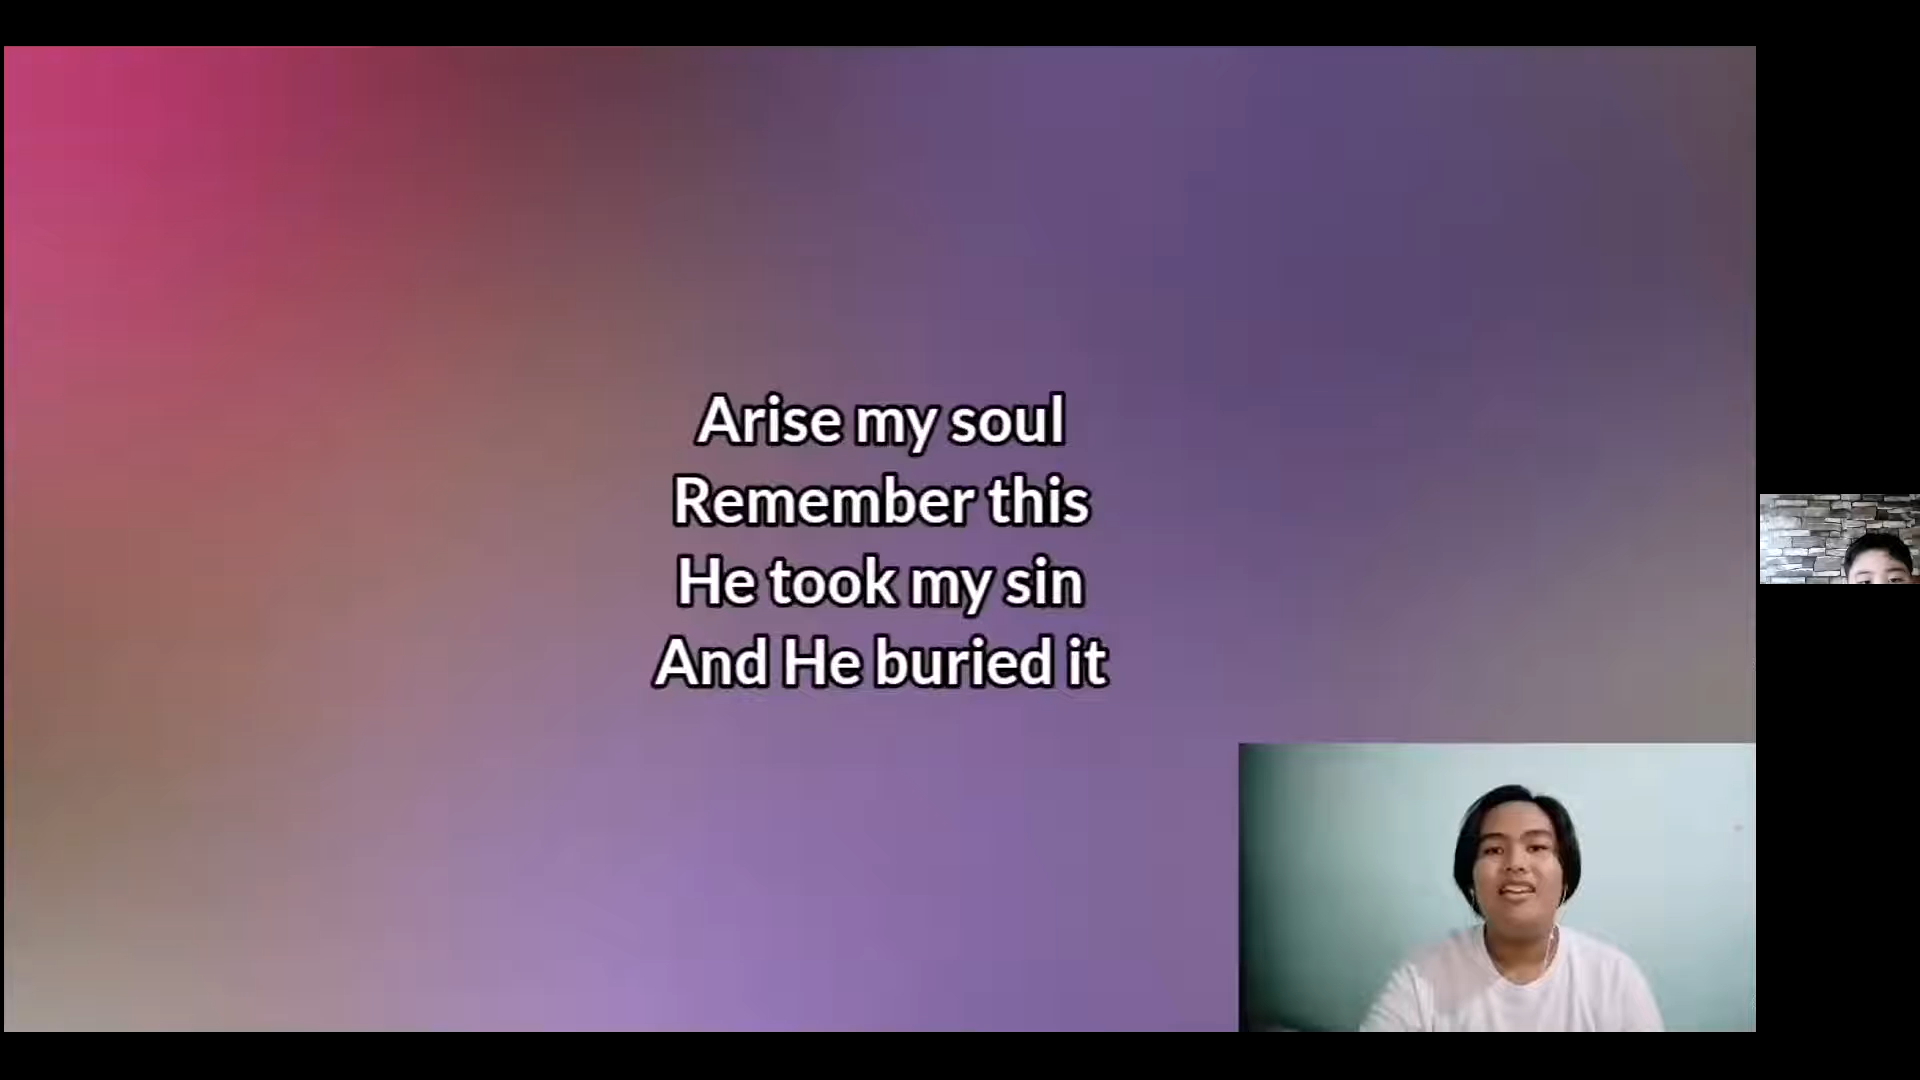 Arise my soul
Remember this
He took my sin
And He buried it